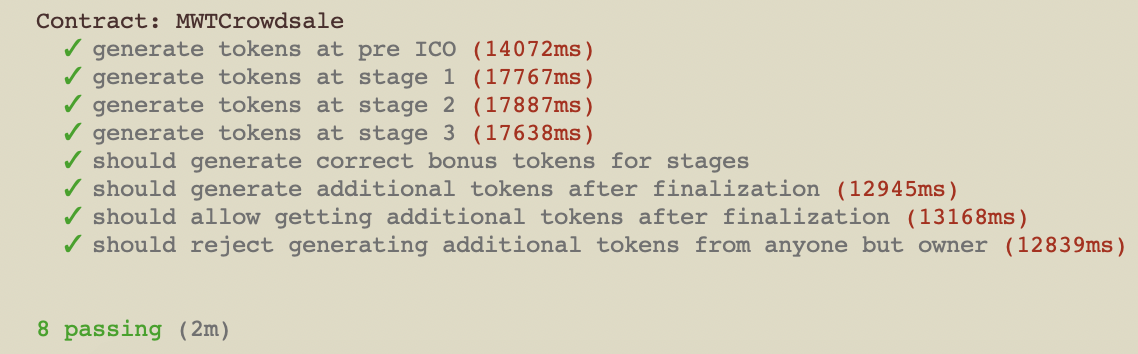 Contract: MWTCrowdsale
✓ generate tokens at pre ICO (14072ms)
✓ generate tokens at stage 1 (17767ms)
✓ generate tokens at stage 2 (17887ms)
✓ generate tokens at stage 3 (17638ms)
✓ should generate correct bonus tokens for stages
✓ should generate additional tokens after finalization (12945ms)
✓ should allow getting additional tokens after finalization (13168ms)
✓ should reject generating additional tokens from anyone but owner (12839ms)
8 passing (2m)